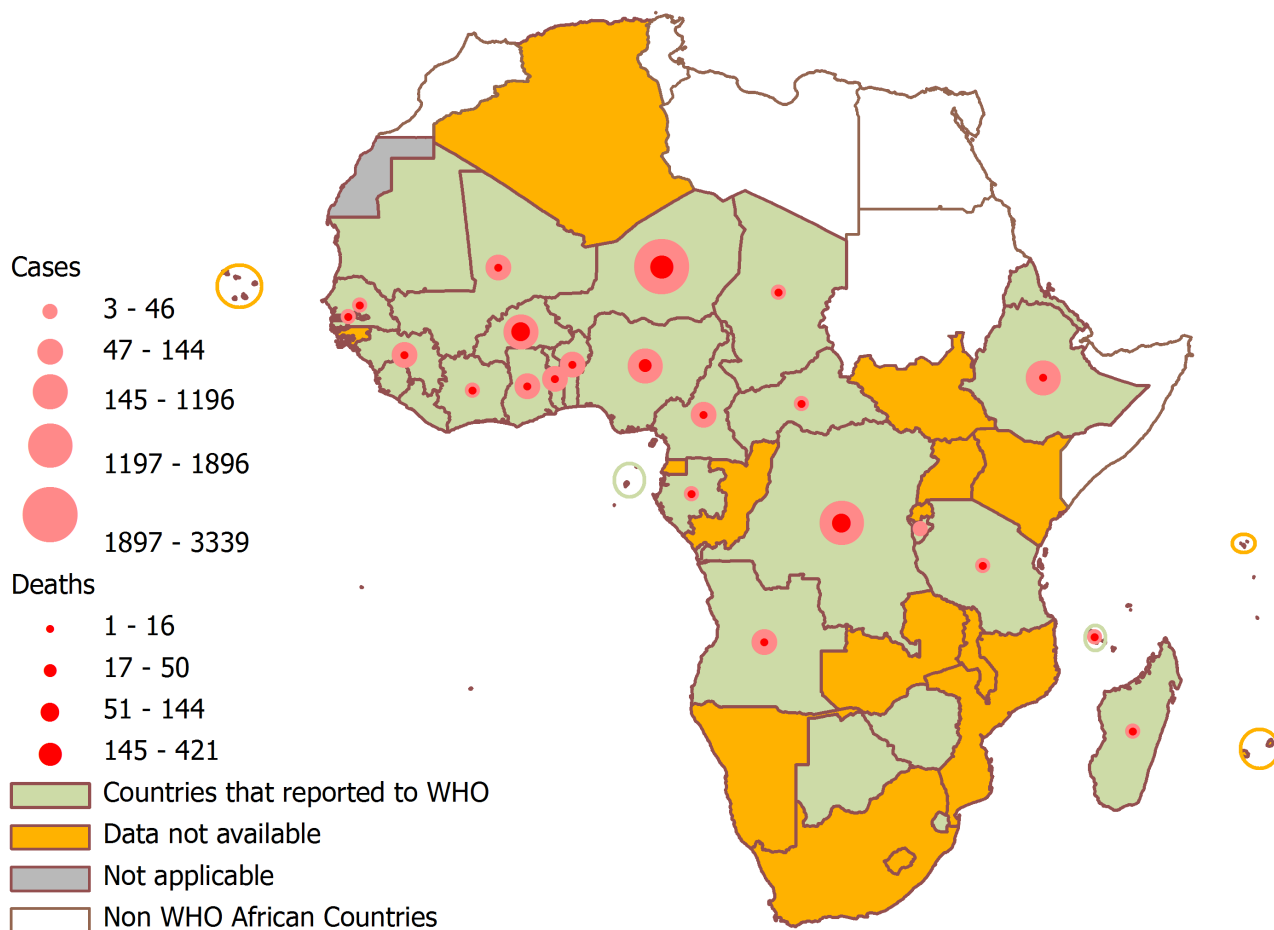 Cases
3 - 46
47 - 144
145 - 1196
1197 - 1896
1897 - 3339
Deaths
1 - 16
17 - 50
51 - 144
145 - 421
Countries that reported to WHO
Data not available
Not applicable
Non WHO African Countries